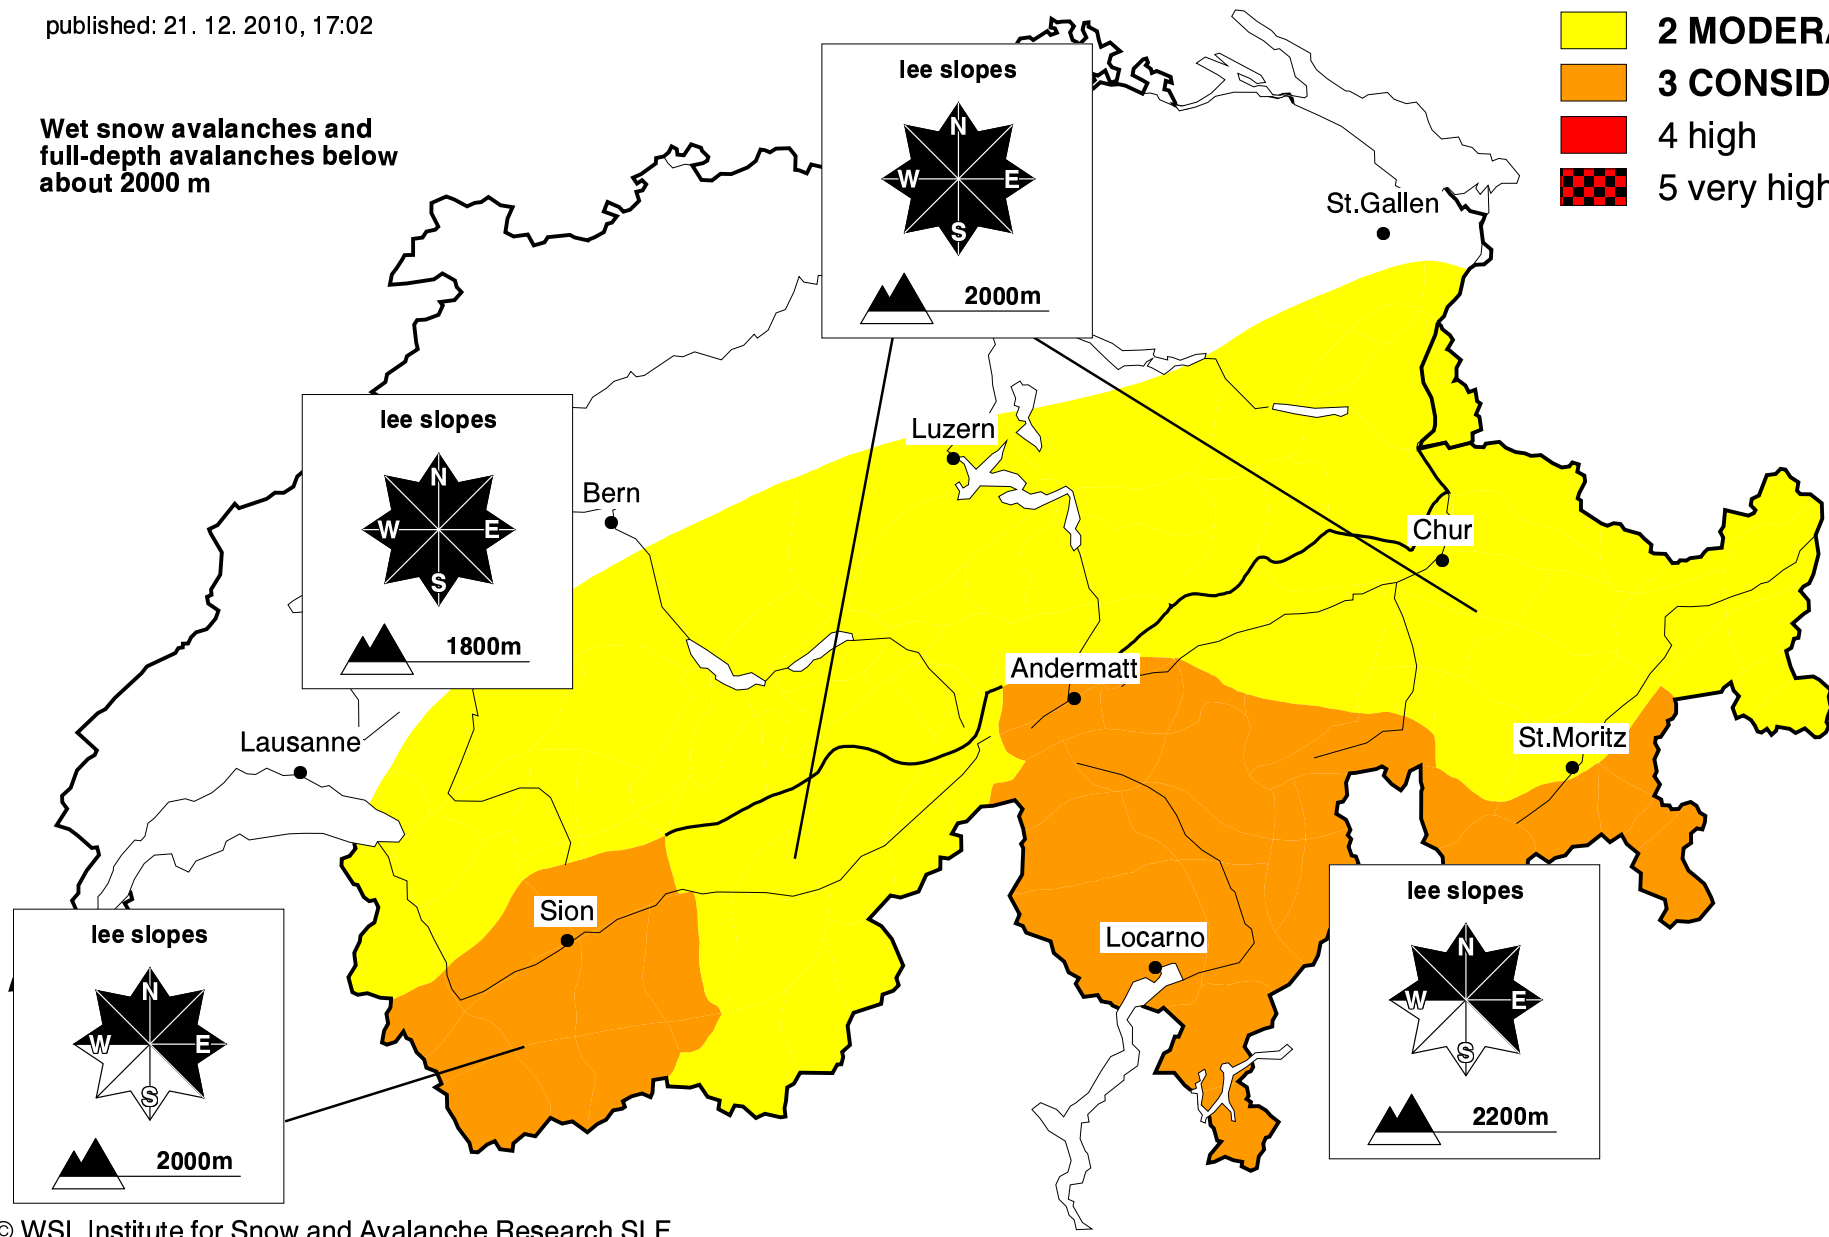 published: 21. 12. 2010, 17:02
Wet snow avalanches and
full-depth avalanches below
about 2000 m
2 MODERA
3 CONSID
4 high
5 very high
lee slopes
N
W E
S
2000m
St.Gallen
lee slopes
N
W E
S
1800m
Luzern
Bern
Chur
Andermatt
Lausanne
St.Moritz
Sion
Locarno
lee slopes
N
W E
S
2000m
lee slopes
N
W E
S
2200m
© WSL Institute for Snow and Avalanche Research SLF